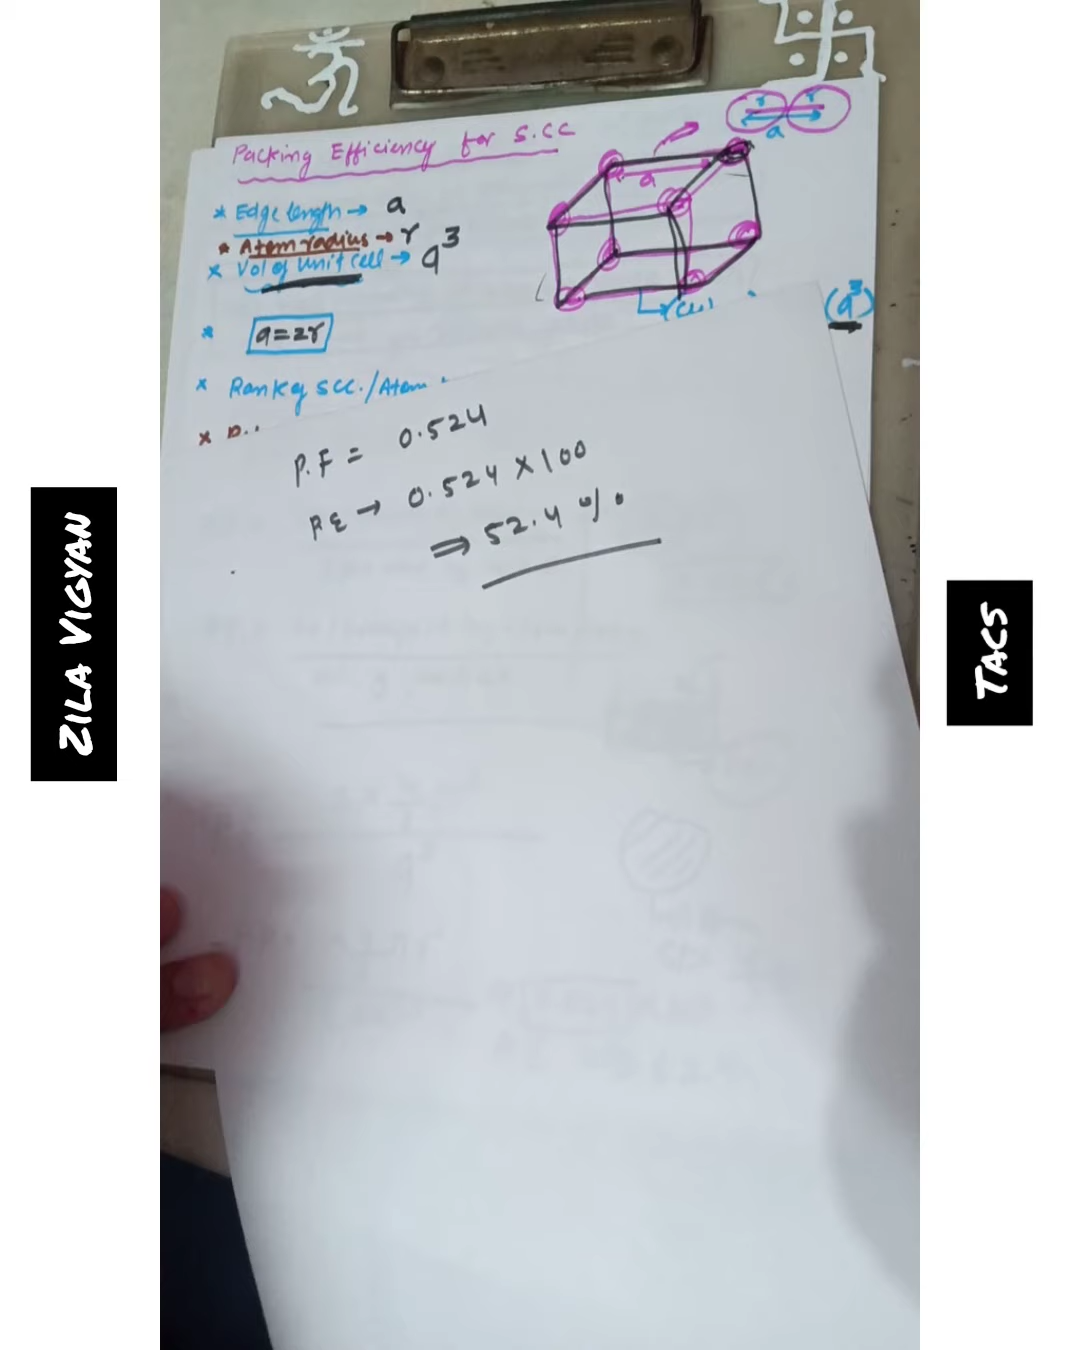 Packing Efficiency for S.CC
r r
a
* Edge length → a
a
* Atom radius → r
* Vol of unit cell → a³
(a³)
* a=2r
* Rank of SCC./Atom
*
P.F = 0.524
P.E → 0.524 × 100
⇒ 52.4 %
ZILA VIGYAN
TACS